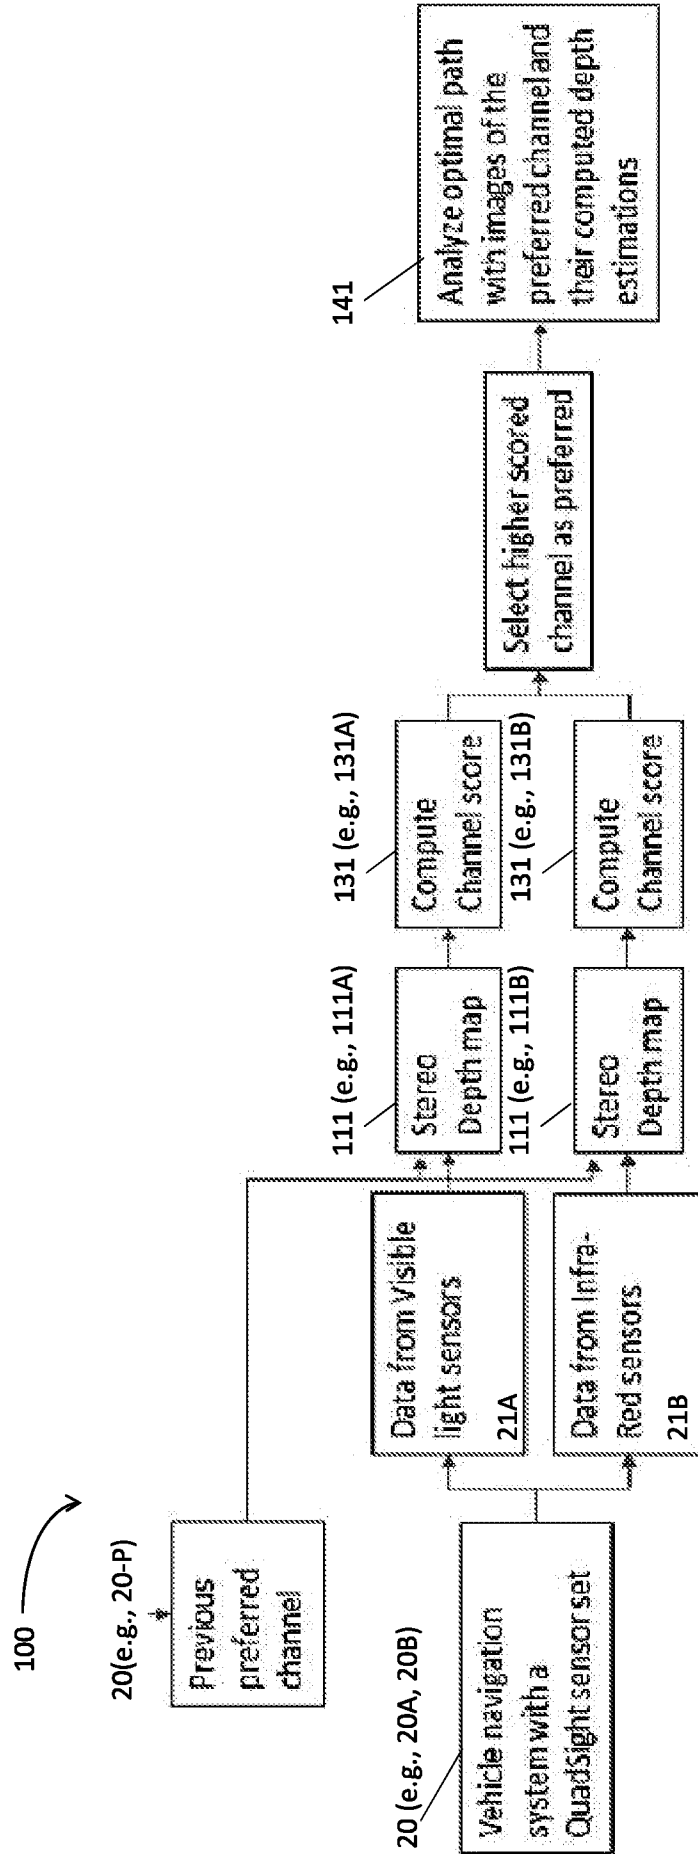 100
20(e.g., 20-P)
Previous
preferred
channel
20 (e.g., 20A, 20B)
Vehicle navigation
system with a
QuadSight sensor set
Data from Visible
light sensors
21A
Data from Infra-
Red sensors
21B
111 (e.g., 111A)
Stereo
Depth map
111 (e.g., 111B)
Stereo
Depth map
131 (e.g., 131A)
Compute
Channel score
131 (e.g., 131B)
Compute
Channel score
Select higher scored
channel as preferred
141
Analyze optimal path
with images of the
preferred channel and
their computed depth
estimations